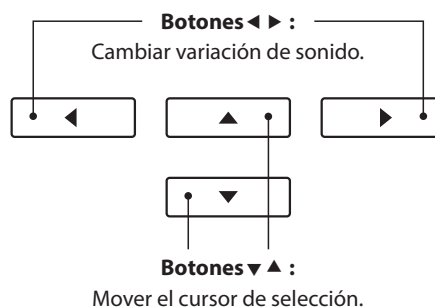 Botones ◀ ▶ :
Cambiar variación de sonido.
Botones ▼ ▲ :
Mover el cursor de selección.